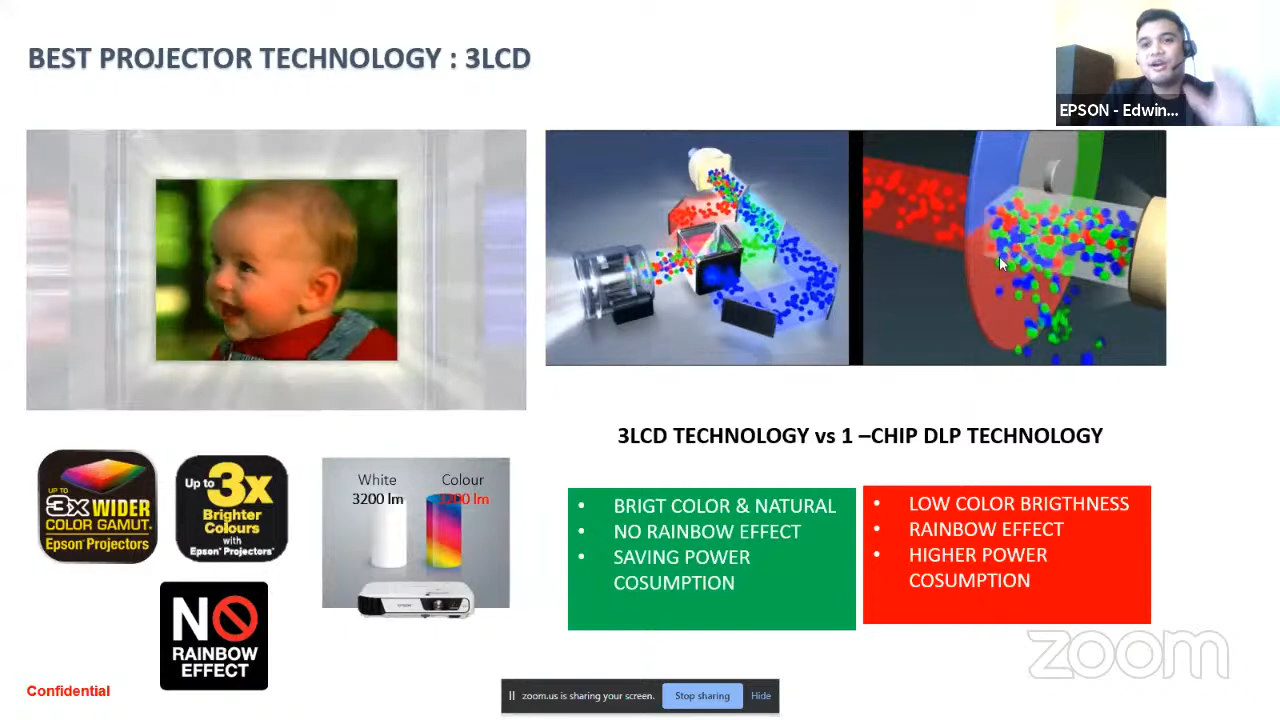 BEST PROJECTOR TECHNOLOGY : 3LCD
EPSON - Edwin...
3LCD TECHNOLOGY vs 1 –CHIP DLP TECHNOLOGY
UP TO
3X WIDER
COLOR GAMUT.
Epson Projectors
Up to 3x
Brighter
Colours
with
Epson Projectors*
White
3200 lm
Colour
3200 lm
EPSON
• BRIGT COLOR & NATURAL
• NO RAINBOW EFFECT
• SAVING POWER
COSUMPTION
• LOW COLOR BRIGTHNESS
• RAINBOW EFFECT
• HIGHER POWER
COSUMPTION
NO
RAINBOW
EFFECT
zoom
Confidential
zoom.us is sharing your screen.
Stop sharing
Hide